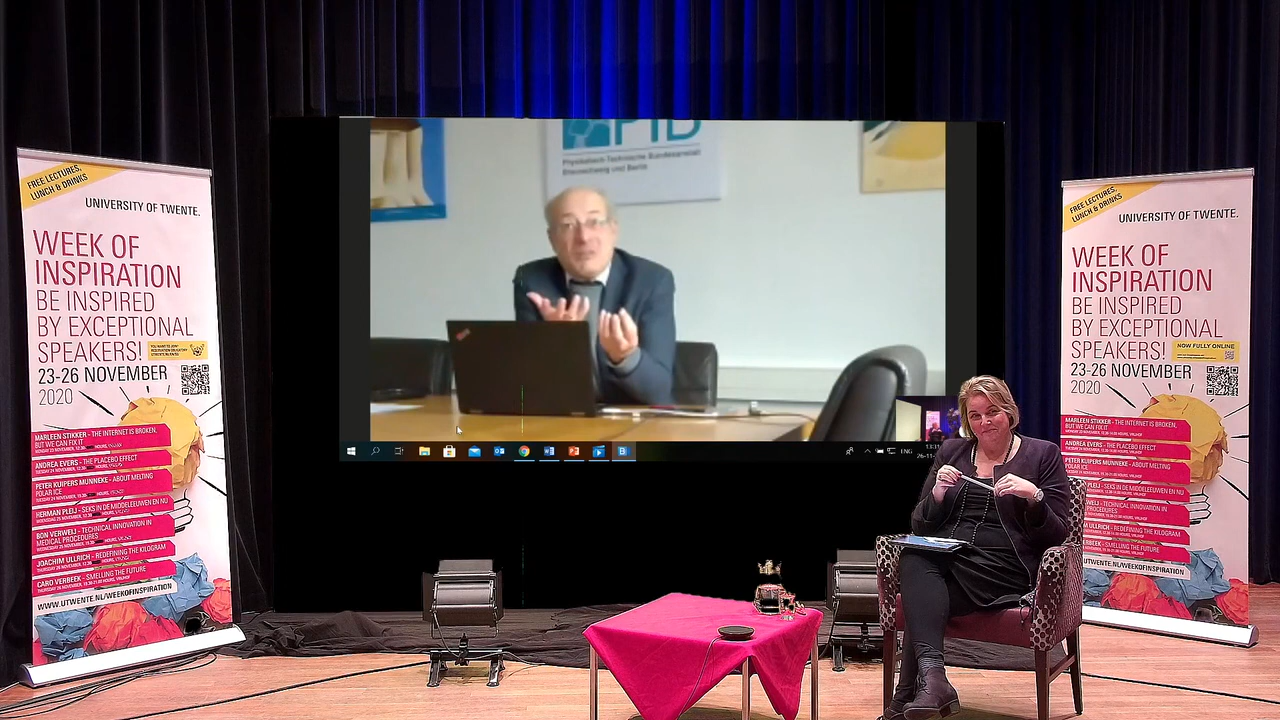 FREE LECTURES,
LUNCH & DRINKS
UNIVERSITY OF TWENTE.
WEEK OF
INSPIRATION
BE INSPIRED
BY EXCEPTIONAL
SPEAKERS!
23-26 NOVEMBER
2020
MARLEEN STIKKER - THE INTERNET IS BROKEN,
BUT WE CAN FIX IT
ANDREA EVERS - THE PLACEBO EFFECT
PETER KUIPERS MUNNEKE - ABOUT MELTING
POLAR ICE
HERMAN PLEIJ - SEKS IN DE MIDDELEEUWEN EN NU
BON VERWEIJ - TECHNICAL INNOVATION IN
MEDICAL PROCEDURES
JOACHIM ULLRICH - REDEFINING THE KILOGRAM
CARO VERBEEK - SMELLING THE FUTURE
WWW.UTWENTE.NL/WEEKOFINSPIRATION
PTB
Physikalisch-Technische Bundesanstalt
Braunschweig und Berlin
ENG
FREE LECTURES,
LUNCH & DRINKS
UNIVERSITY OF TWENTE.
WEEK OF
INSPIRATION
BE INSPIRED
BY EXCEPTIONAL
SPEAKERS!
NOW FULLY ONLINE
23-26 NOVEMBER
2020
MARLEEN STIKKER - THE INTERNET IS BROKEN,
BUT WE CAN FIX IT
ANDREA EVERS - THE PLACEBO EFFECT
PETER KUIPERS MUNNEKE - ABOUT MELTING
POLAR ICE
PLEIJ - SEKS IN DE MIDDELEEUWEN EN NU
TECHNICAL INNOVATION IN
PROCEDURES
ULLRICH - REDEFINING THE KILOGRAM
VERBEEK - SMELLING THE FUTURE
UTWENTE.NL/WEEKOFINSPIRATION